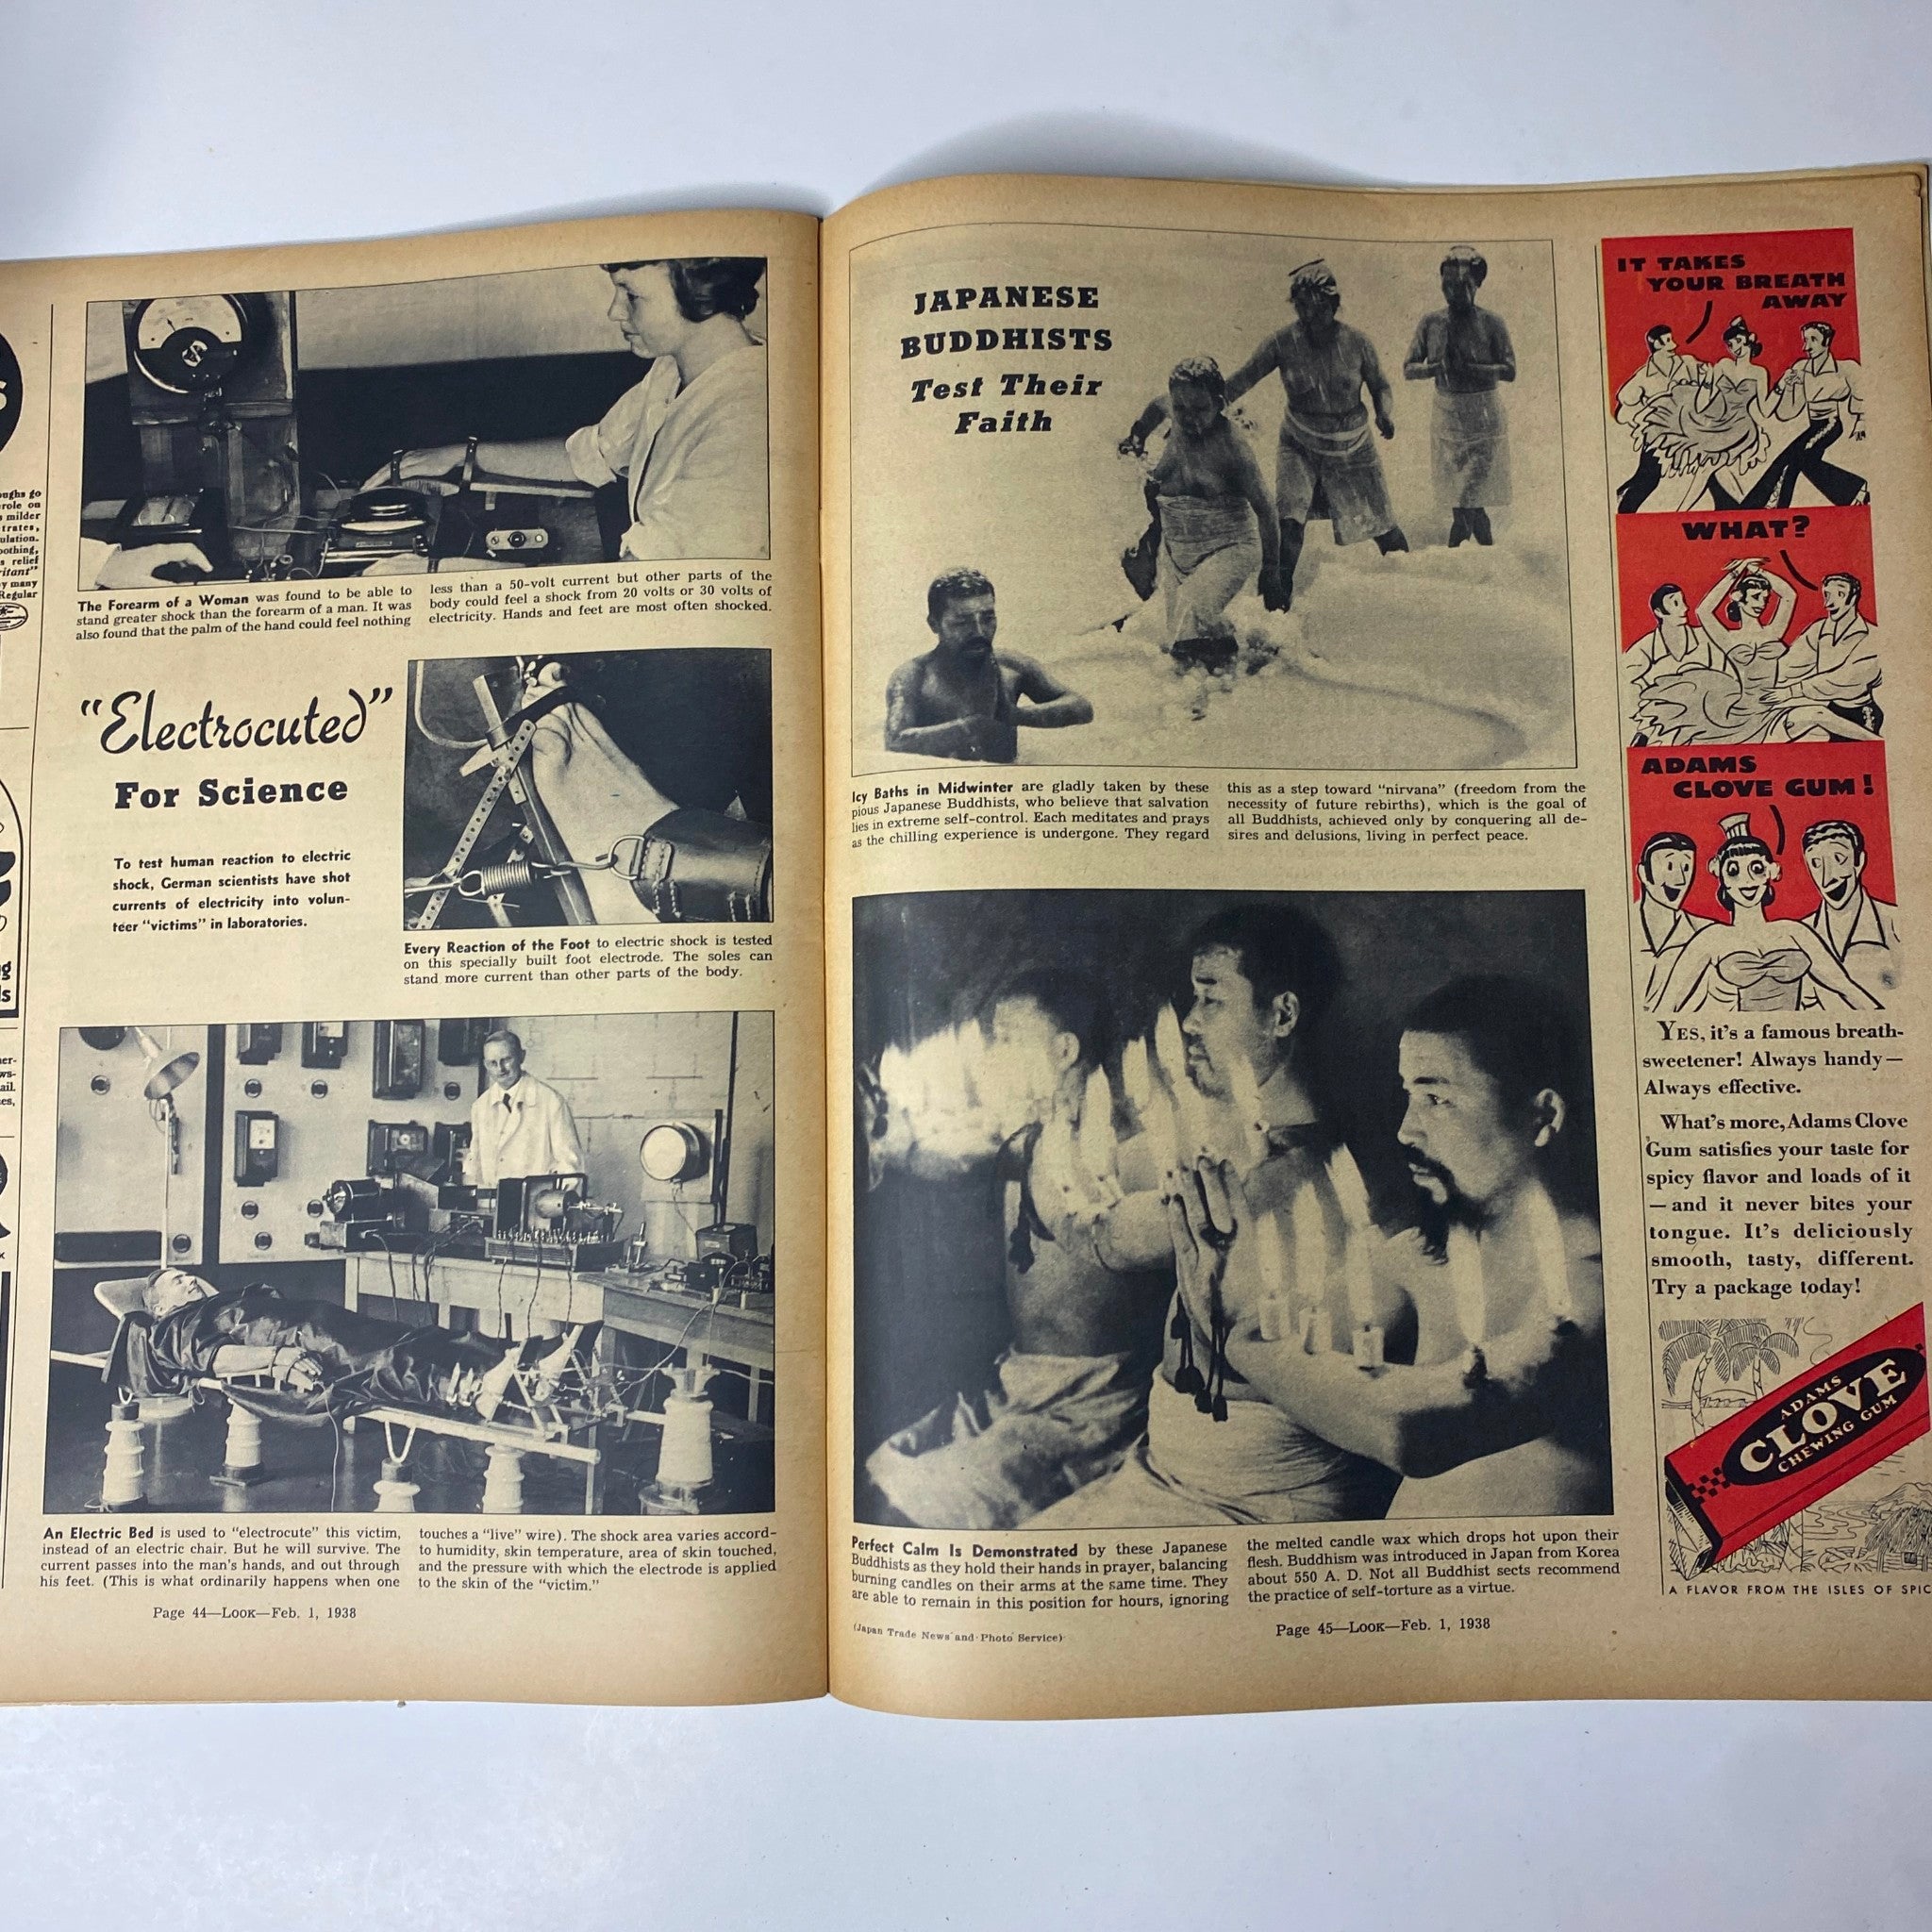 S
oughs go
role on
s milder
trates,
ulation.
oothing,
s relief
ritant"
y many
Regular
g
ls
ner-
ws-
ail.
es,
The Forearm of a Woman was found to be able to
stand greater shock than the forearm of a man. It was
also found that the palm of the hand could feel nothing
less than a 50-volt current but other parts of the
body could feel a shock from 20 volts or 30 volts of
electricity. Hands and feet are most often shocked.
"Electrocuted"
For Science
To test human reaction to electric
shock, German scientists have shot
currents of electricity into volun-
teer "victims" in laboratories.
Every Reaction of the Foot to electric shock is tested
on this specially built foot electrode. The soles can
stand more current than other parts of the body.
An Electric Bed is used to "electrocute" this victim,
instead of an electric chair. But he will survive. The
current passes into the man's hands, and out through
his feet. (This is what ordinarily happens when one
touches a "live" wire). The shock area varies accord-
to humidity, skin temperature, area of skin touched,
and the pressure with which the electrode is applied
to the skin of the "victim."
Page 44—LOOK—Feb. 1, 1938
JAPANESE
BUDDHISTS
Test Their
Faith
Icy Baths in Midwinter are gladly taken by these
pious Japanese Buddhists, who believe that salvation
lies in extreme self-control. Each meditates and prays
as the chilling experience is undergone. They regard
this as a step toward "nirvana" (freedom from the
necessity of future rebirths), which is the goal of
all Buddhists, achieved only by conquering all de-
sires and delusions, living in perfect peace.
Perfect Calm Is Demonstrated by these Japanese
Buddhists as they hold their hands in prayer, balancing
burning candles on their arms at the same time. They
are able to remain in this position for hours, ignoring
the melted candle wax which drops hot upon their
flesh. Buddhism was introduced in Japan from Korea
about 550 A. D. Not all Buddhist sects recommend
the practice of self-torture as a virtue.
(Japan Trade News and Photo Service)
Page 45—LOOK—Feb. 1, 1938
IT TAKES
YOUR BREATH
AWAY
WHAT?
ADAMS
CLOVE GUM!
YES, it's a famous breath-
sweetener! Always handy—
Always effective.
What's more, Adams Clove
Gum satisfies your taste for
spicy flavor and loads of it
—and it never bites your
tongue. It's deliciously
smooth, tasty, different.
Try a package today!
ADAMS
CLOVE
CHEWING GUM
A FLAVOR FROM THE ISLES OF SPIC